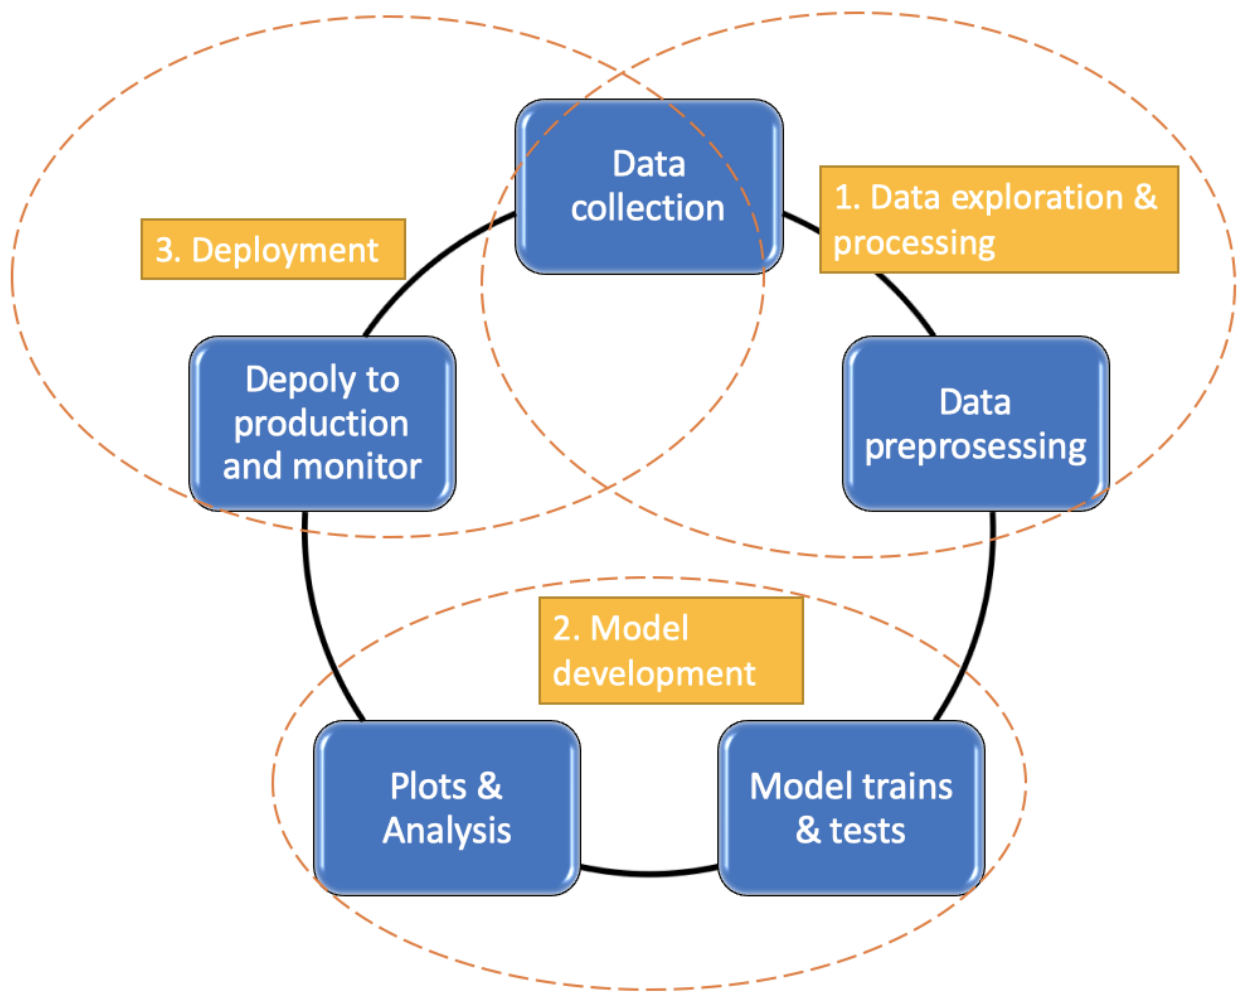 Data
collection
1. Data exploration &
processing
3. Deployment
Depoly to
production
and monitor
Data
preprosessing
2. Model
development
Plots &
Analysis
Model trains
& tests